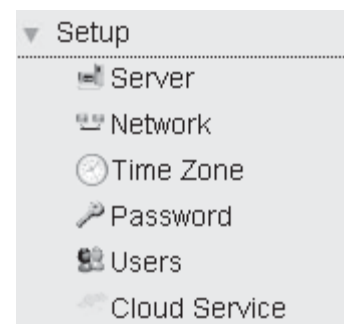 Setup
Server
Network
Time Zone
Password
Users
Cloud Service